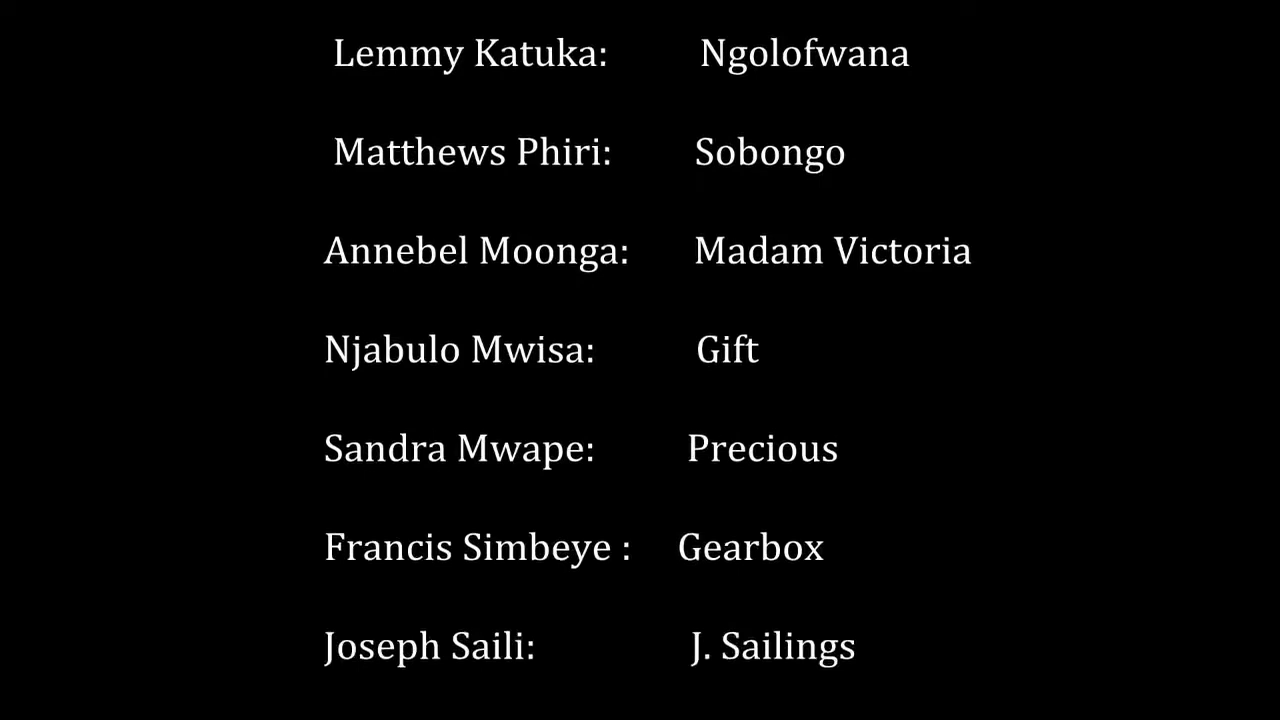 Lemmy Katuka: Ngolofwana
Matthews Phiri: Sobongo
Annebel Moonga: Madam Victoria
Njabulo Mwisa: Gift
Sandra Mwape: Precious
Francis Simbeye : Gearbox
Joseph Saili: J. Sailings